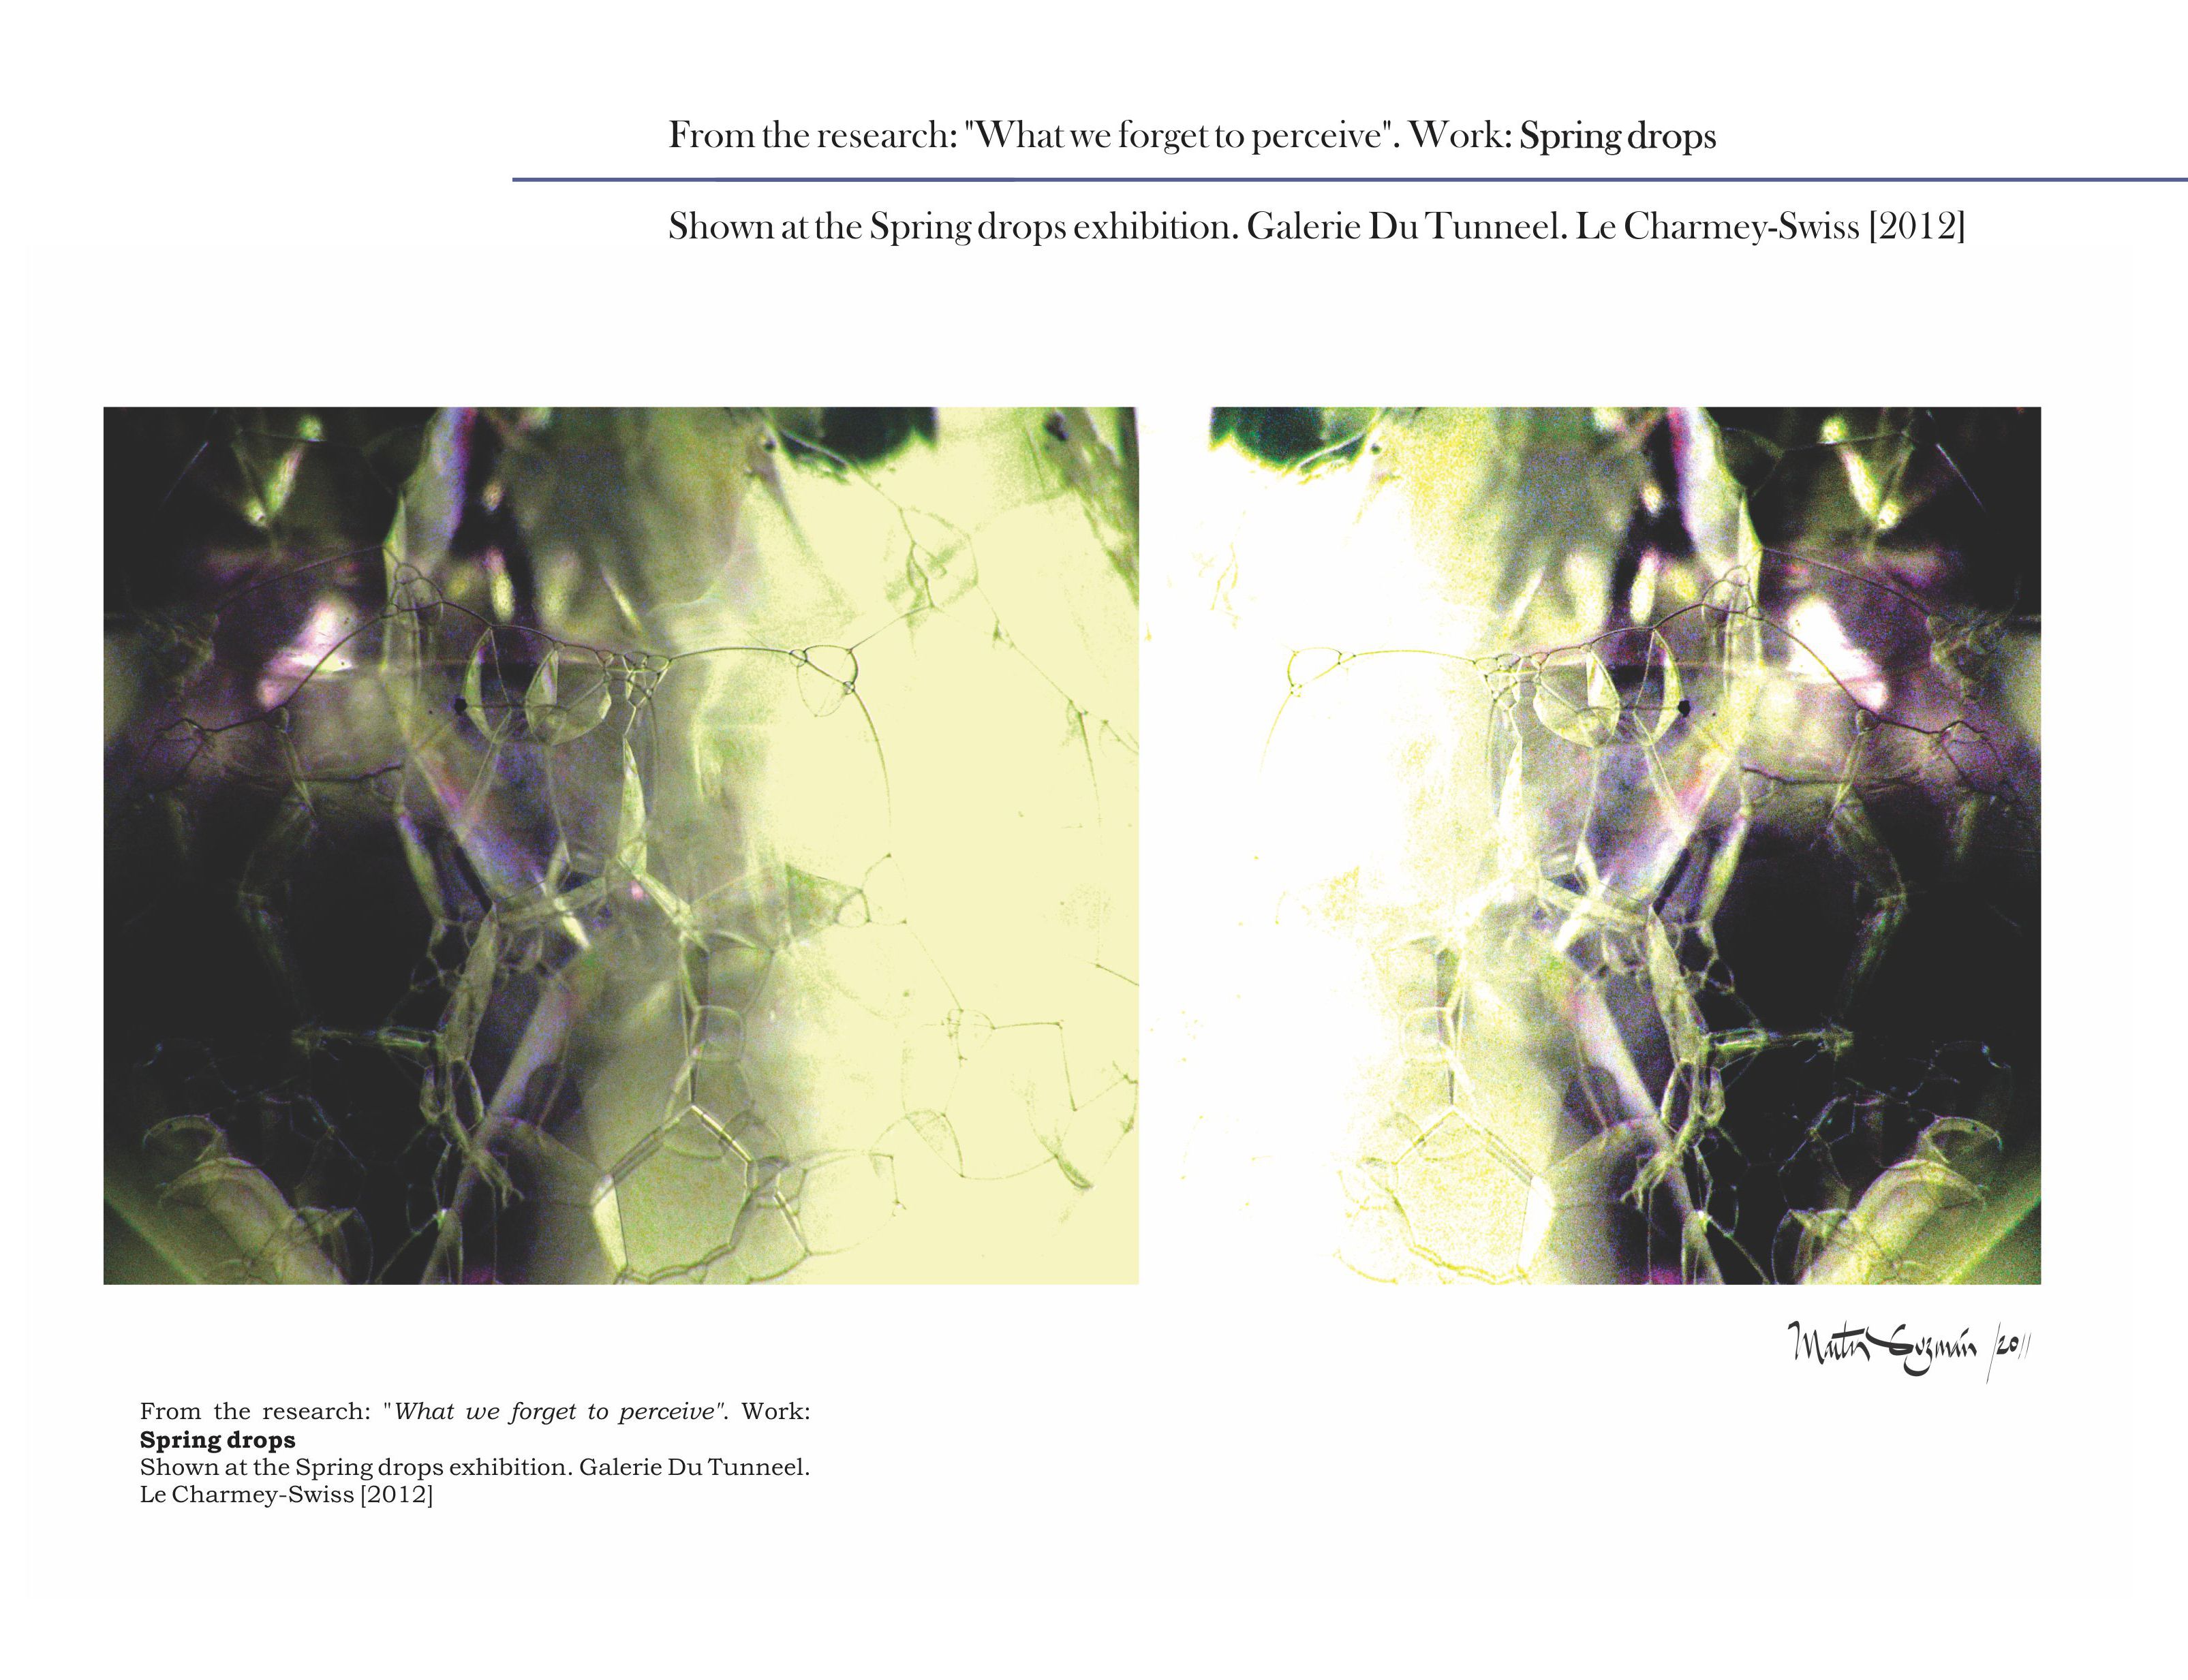 From the research: "What we forget to perceive". Work: Spring drops
Shown at the Spring drops exhibition. Galerie Du Tunneel. Le Charmey-Swiss [2012]
Martin Guzmán /2011
From the research: "What we forget to perceive". Work:
Spring drops
Shown at the Spring drops exhibition. Galerie Du Tunneel.
Le Charmey-Swiss [2012]